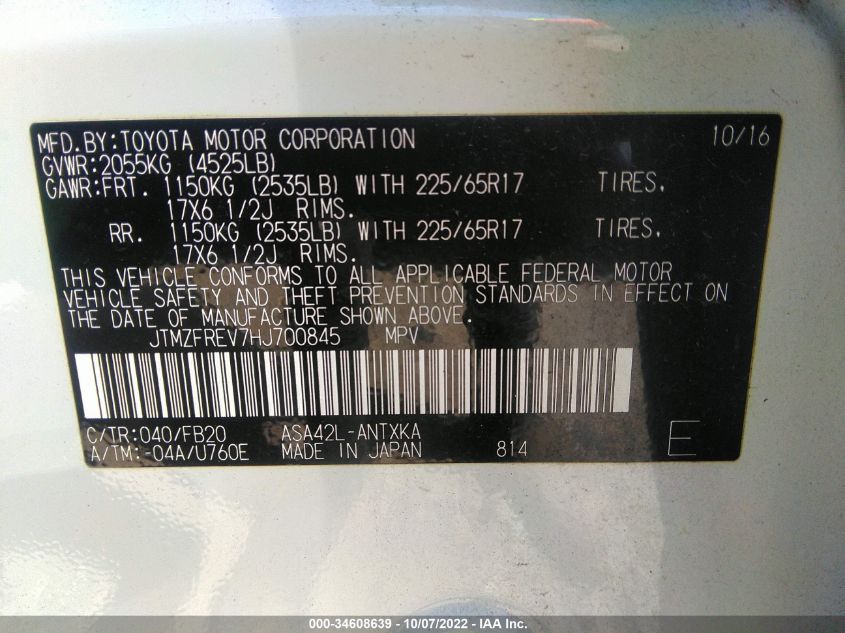 MFD.BY:TOYOTA MOTOR CORPORATION 10/16
GVWR:2055KG (4525LB)
GAWR:FRT. 1150KG (2535LB) WITH 225/65R17 TIRES,
17X6 1/2J RIMS.
RR. 1150KG (2535LB) WITH 225/65R17 TIRES,
17X6 1/2J RIMS.
THIS VEHICLE CONFORMS TO ALL APPLICABLE FEDERAL MOTOR
VEHICLE SAFETY AND THEFT PREVENTION STANDARDS IN EFFECT ON
THE DATE OF MANUFACTURE SHOWN ABOVE.
JTMZFREV7HJ700845 MPV
C/TR:040/FB20 ASA42L-ANTXKA
A/TM:-04A/U760E MADE IN JAPAN 814 E
000-34608639 - 10/07/2022 - IAA Inc.